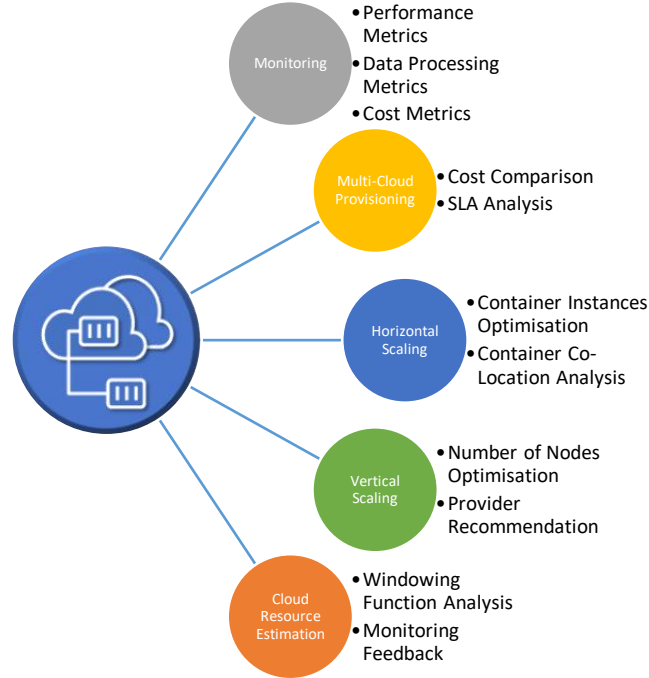 Monitoring
•Performance
Metrics
•Data Processing
Metrics
•Cost Metrics
Multi-Cloud
Provisioning
•Cost Comparison
•SLA Analysis
Horizontal
Scaling
•Container Instances
Optimisation
•Container Co-
Location Analysis
Vertical
Scaling
•Number of Nodes
Optimisation
•Provider
Recommendation
Cloud
Resource
Estimation
•Windowing
Function Analysis
•Monitoring
Feedback